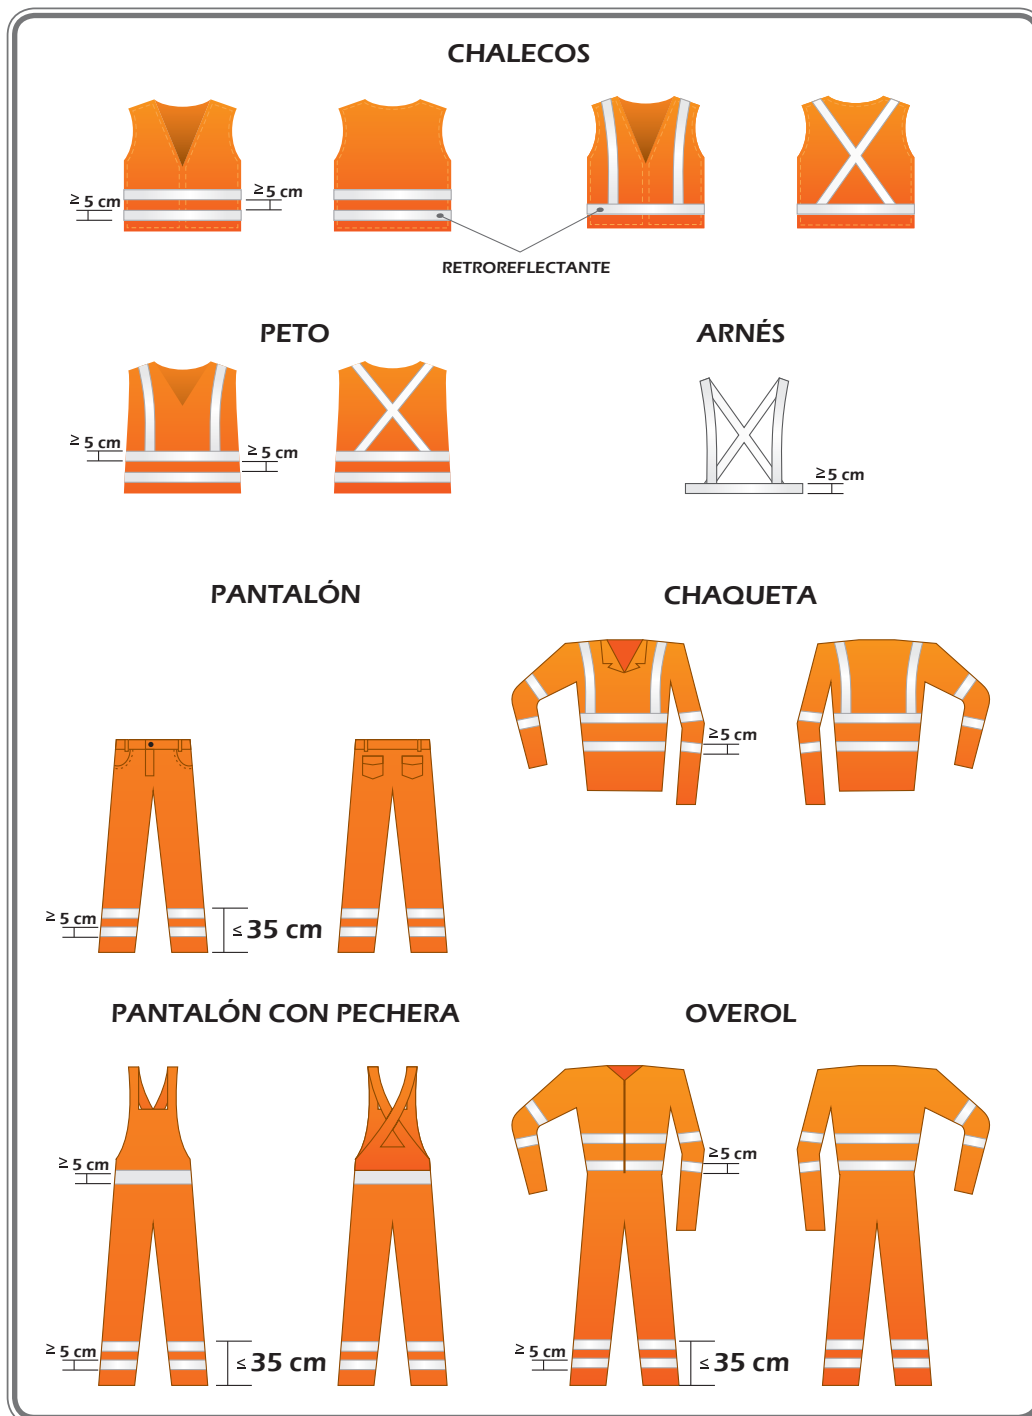 CHALECOS
≥ 5 cm
≥ 5 cm
RETROREFLECTANTE
PETO
ARNÉS
≥ 5 cm
≥ 5 cm
≥ 5 cm
PANTALÓN
CHAQUETA
≥ 5 cm
≥ 5 cm
≤ 35 cm
PANTALÓN CON PECHERA
OVEROL
≥ 5 cm
≥ 5 cm
≥ 5 cm
≤ 35 cm
≥ 5 cm
≤ 35 cm